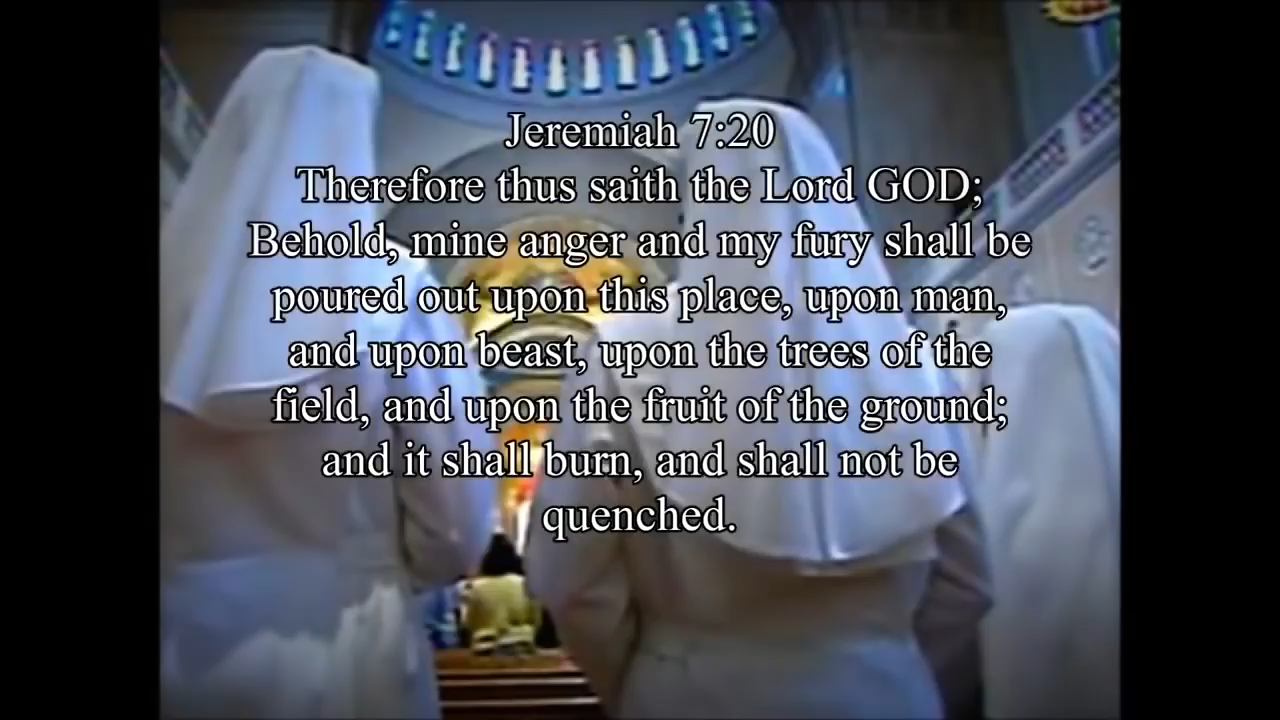 Jeremiah 7:20
Therefore thus saith the Lord GOD;
Behold, mine anger and my fury shall be
poured out upon this place, upon man,
and upon beast, upon the trees of the
field, and upon the fruit of the ground;
and it shall burn, and shall not be
quenched.